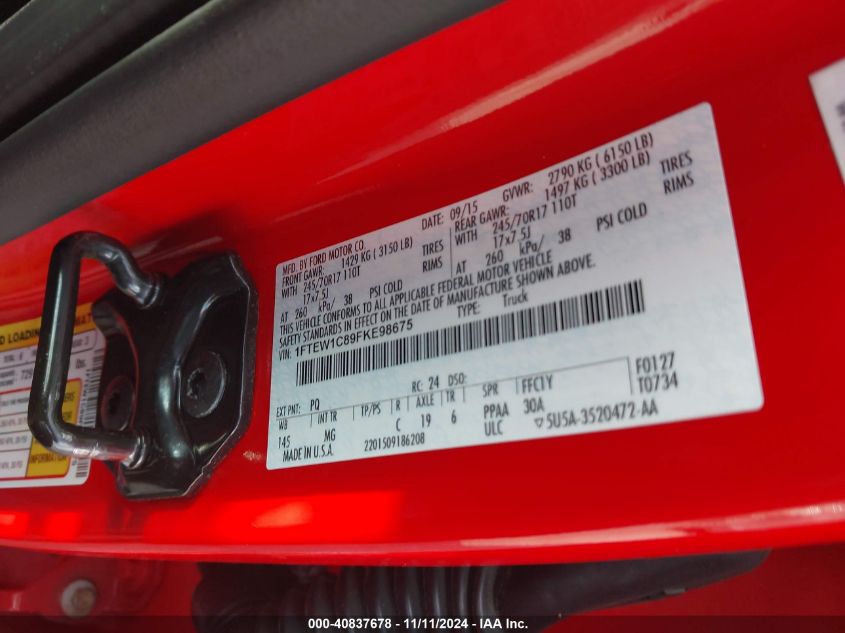 MFD. BY FORD MOTOR CO.
DATE: 09/15 GVWR: 2790 KG ( 6150 LB)
FRONT GAWR: 1429 KG ( 3150 LB) REAR GAWR: 1497 KG ( 3300 LB)
WITH 245/70R17 110T TIRES WITH 245/70R17 110T TIRES
17x7.5J RIMS 17x7.5J RIMS
AT 260 kPa/ 38 PSI COLD AT 260 kPa/ 38 PSI COLD
THIS VEHICLE CONFORMS TO ALL APPLICABLE FEDERAL MOTOR VEHICLE
SAFETY STANDARDS IN EFFECT ON THE DATE OF MANUFACTURE SHOWN ABOVE.
VIN: 1FTEW1C89FKE98675 TYPE: Truck
EXT PNT: PQ RC: 24 DSO: F0127
WB INT TR TP/PS R AXLE TR SPR FFC1Y T0734
145 MG C 19 6 PPAA 30A
MADE IN U.S.A. 2201509186208 ULC 5U5A-3520472-AA
INFORMATION
000-40837678 - 11/11/2024 - IAA Inc.